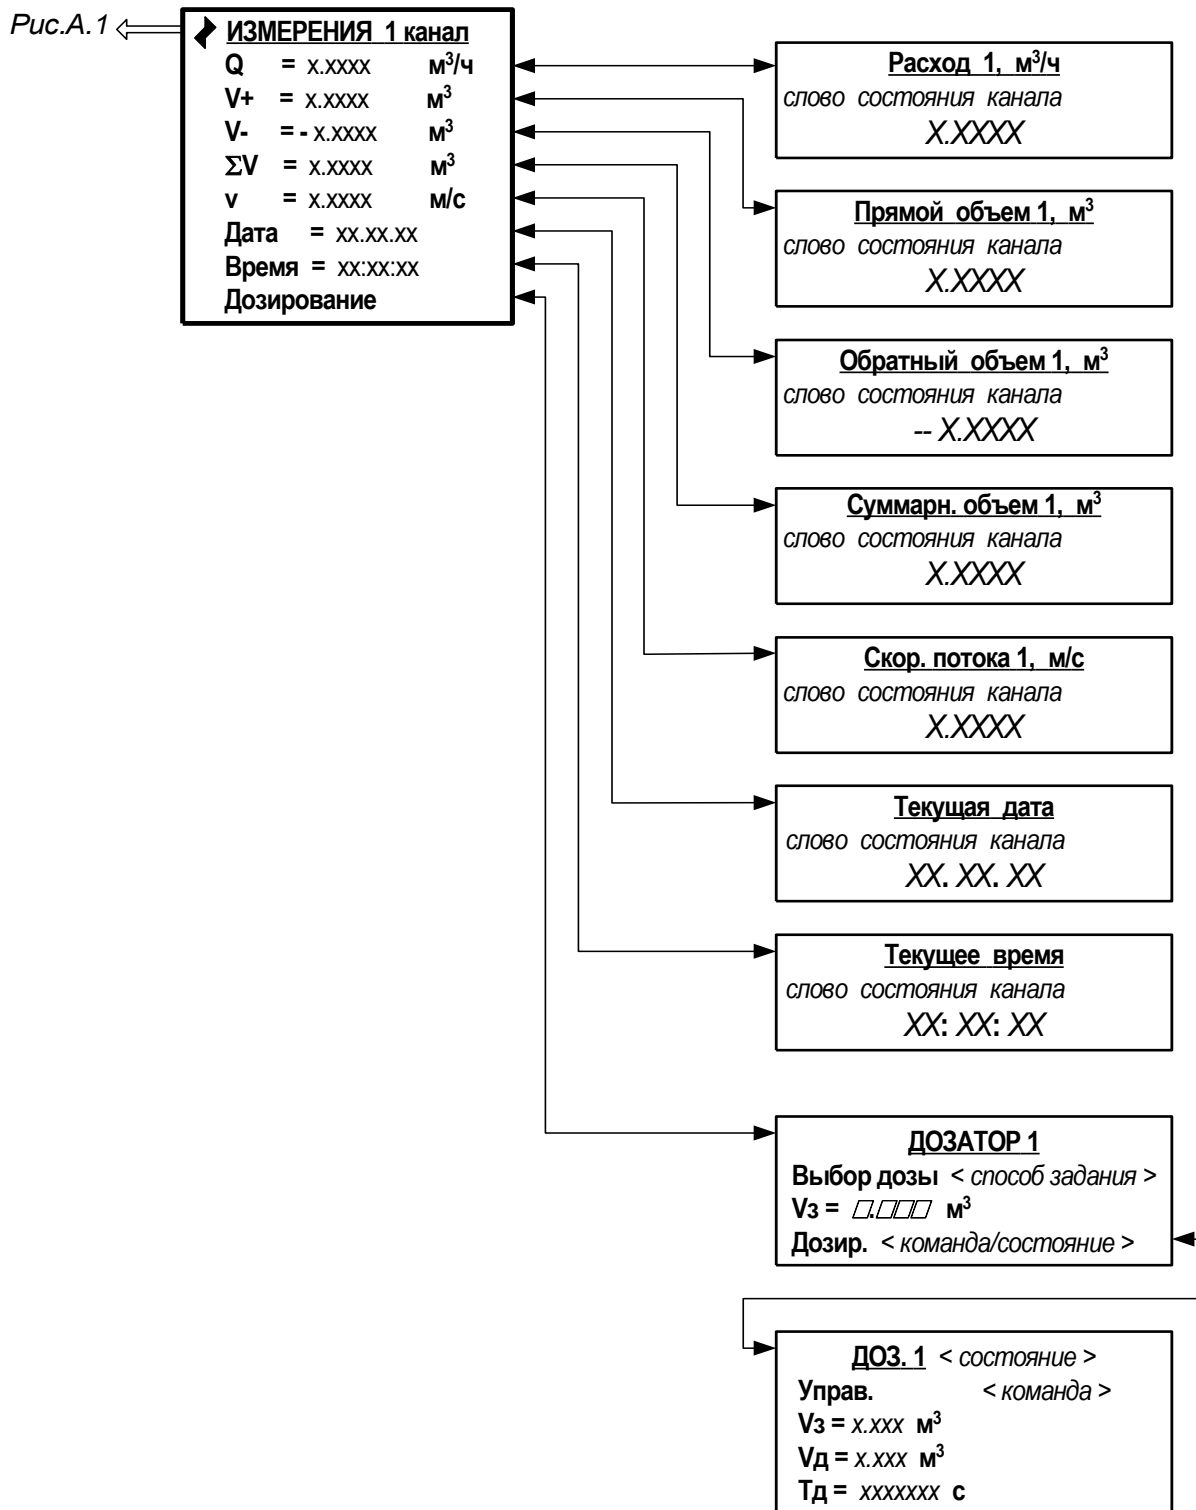 Рис.А.1
ИЗМЕРЕНИЯ 1 канал
Q = x.xxxx м³/ч
V+ = x.xxxx м³
V- = - x.xxxx м³
ΣV = x.xxxx м³
v = x.xxxx м/с
Дата = xx.xx.xx
Время = xx:xx:xx
Дозирование
Расход 1, м³/ч
слово состояния канала
X.XXXX
Прямой объем 1, м³
слово состояния канала
X.XXXX
Обратный объем 1, м³
слово состояния канала
-- X.XXXX
Суммарн. объем 1, м³
слово состояния канала
X.XXXX
Скор. потока 1, м/с
слово состояния канала
X.XXXX
Текущая дата
слово состояния канала
XX. XX. XX
Текущее время
слово состояния канала
XX: XX: XX
ДОЗАТОР 1
Выбор дозы < способ задания >
Vз = □.□□□ м³
Дозир. < команда/состояние >
ДОЗ. 1 < состояние >
Управ. < команда >
Vз = x.xxx м³
Vд = x.xxx м³
Тд = xxxxxxx с